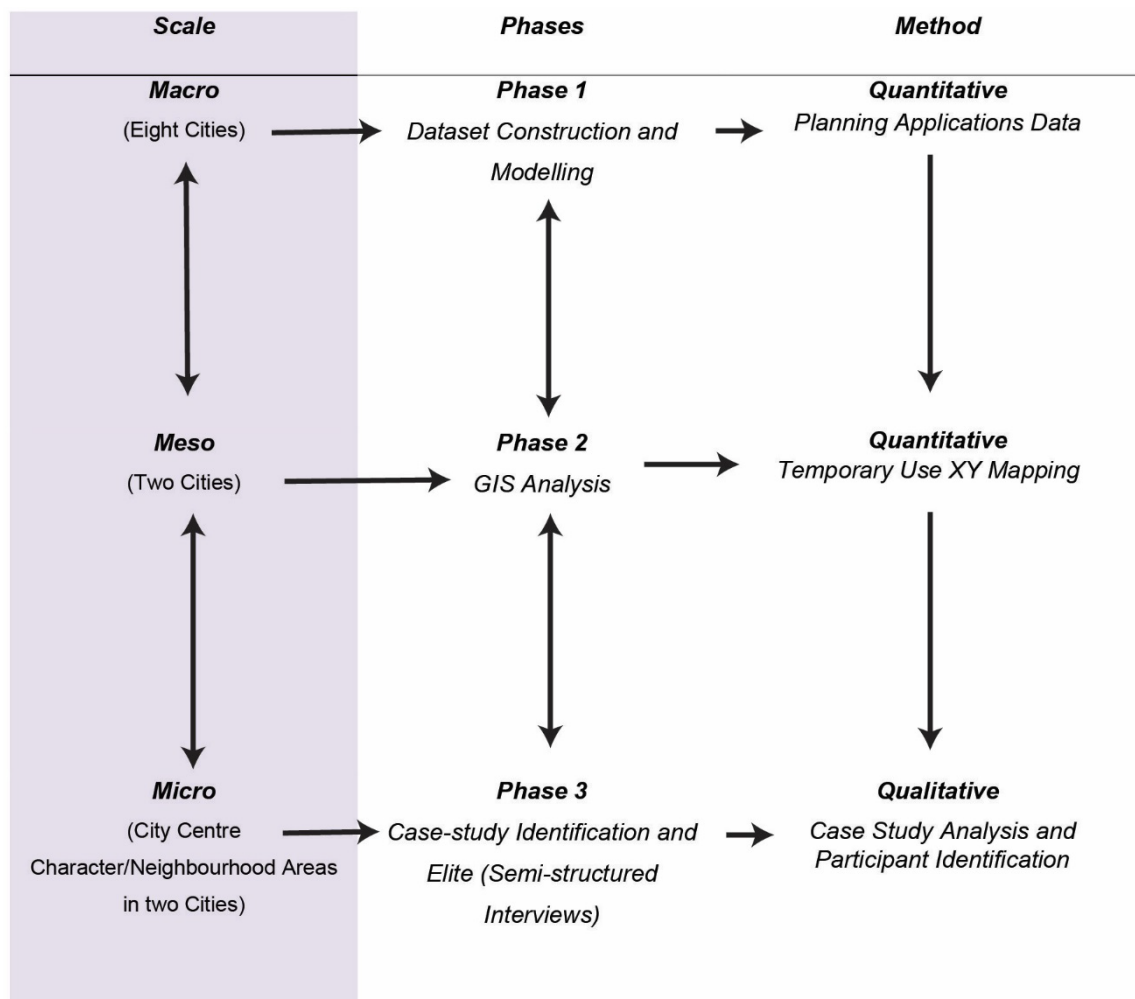 Scale Phases Method
Macro Phase 1 Quantitative
(Eight Cities) Dataset Construction and Planning Applications Data
Modelling
Meso Phase 2 Quantitative
(Two Cities) GIS Analysis Temporary Use XY Mapping
Micro Phase 3 Qualitative
(City Centre Case-study Identification and Case Study Analysis and
Character/Neighbourhood Areas Elite (Semi-structured Participant Identification
in two Cities) Interviews)